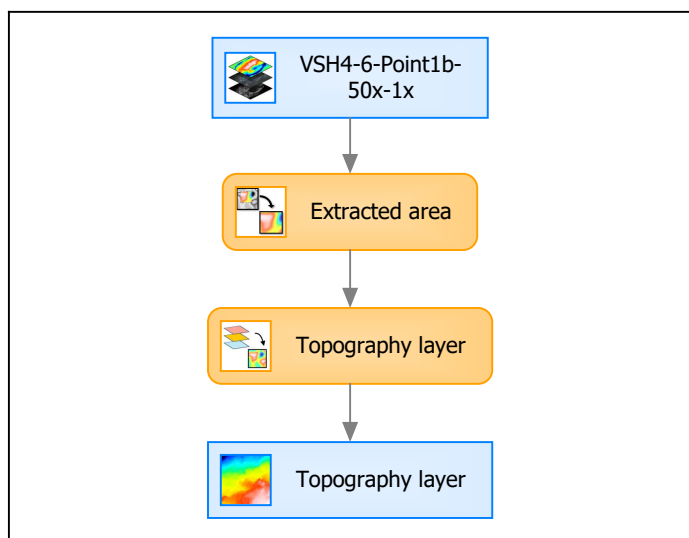 VSH4-6-Point1b-
50x-1x
Extracted area
Topography layer
Topography layer